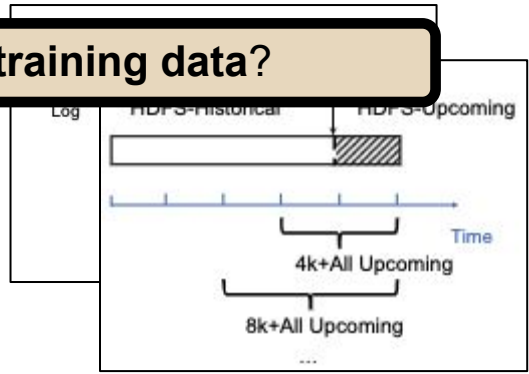 training data?
Log
HDFS-Historical HDFS-Upcoming
Time
4k+All Upcoming
8k+All Upcoming
...